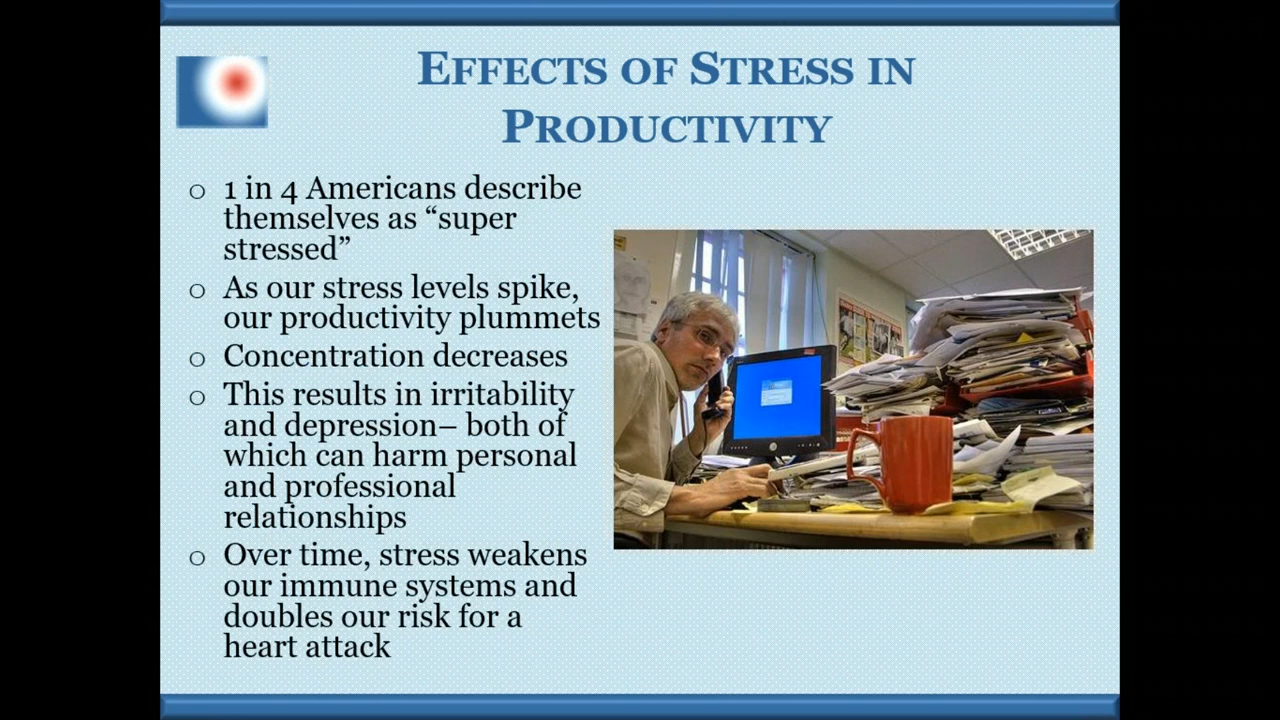 EFFECTS OF STRESS IN
PRODUCTIVITY
o 1 in 4 Americans describe
themselves as “super
stressed”
o As our stress levels spike,
our productivity plummets
o Concentration decreases
o This results in irritability
and depression– both of
which can harm personal
and professional
relationships
o Over time, stress weakens
our immune systems and
doubles our risk for a
heart attack